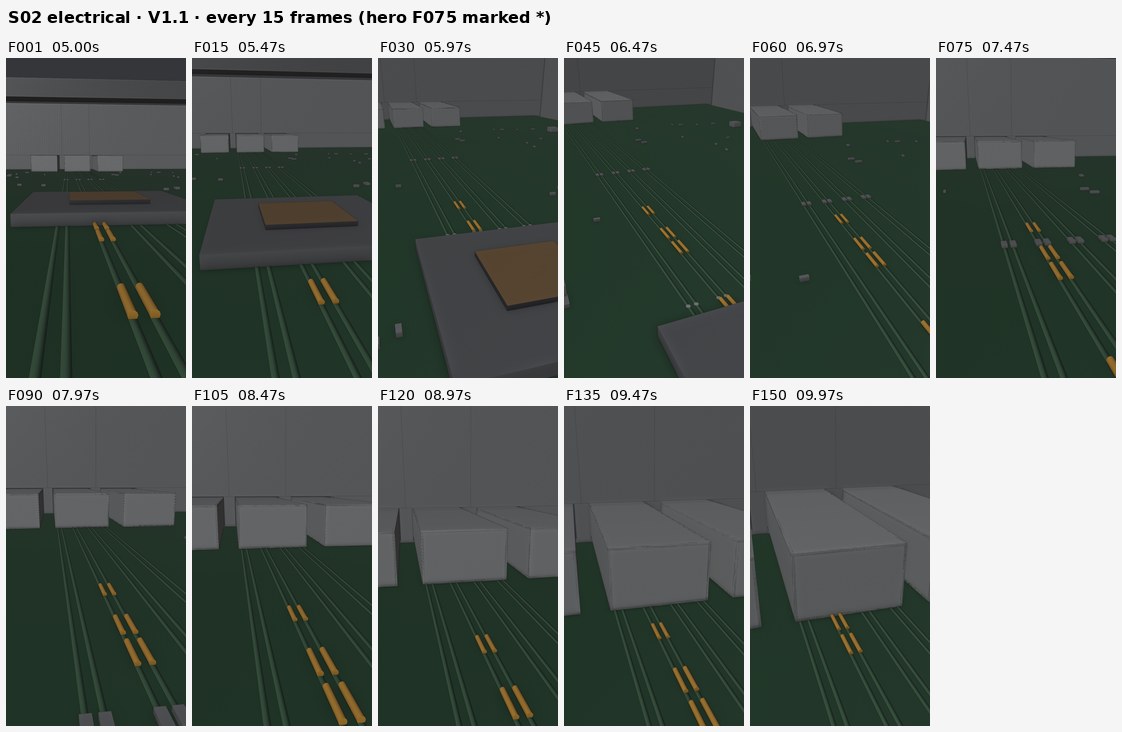 S02 electrical · V1.1 · every 15 frames (hero F075 marked *)
F001 05.00s
F015 05.47s
F030 05.97s
F045 06.47s
F060 06.97s
F075 07.47s
F090 07.97s
F105 08.47s
F120 08.97s
F135 09.47s
F150 09.97s